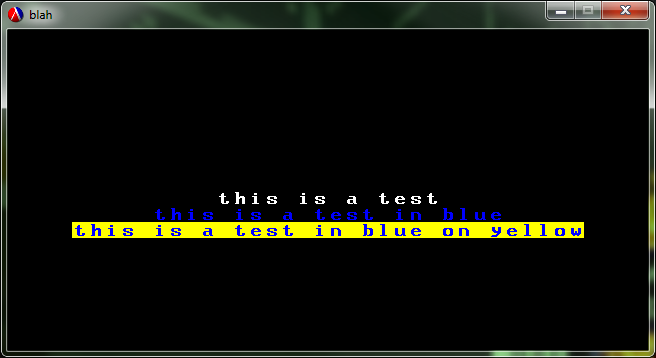 blah
this is a test
this is a test in blue
this is a test in blue on yellow